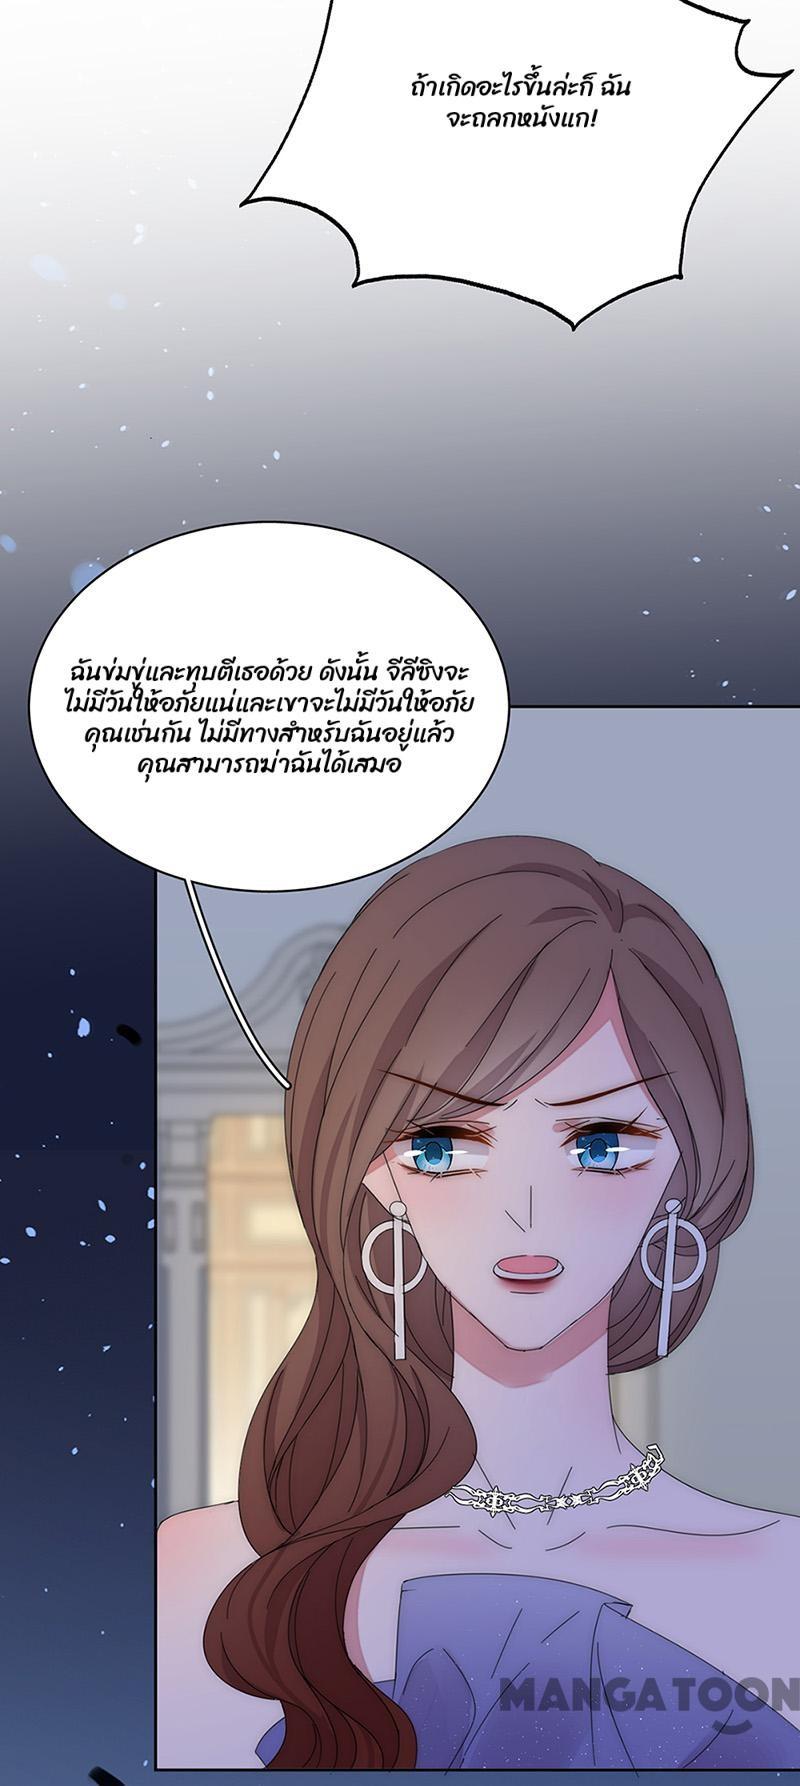 ถ้าเกิดอะไรขึ้นล่ะก็ ฉัน
จะถลกหนังแก!
ฉันข่มขู่และทุบตีเธอด้วย ดังนั้น จีลีซิงจะ
ไม่มีวันให้อภัยแน่และเขาจะไม่มีวันให้อภัย
คุณเช่นกัน ไม่มีทางสำหรับฉันอยู่แล้ว
คุณสามารถฆ่าฉันได้เสมอ
MANGATOON